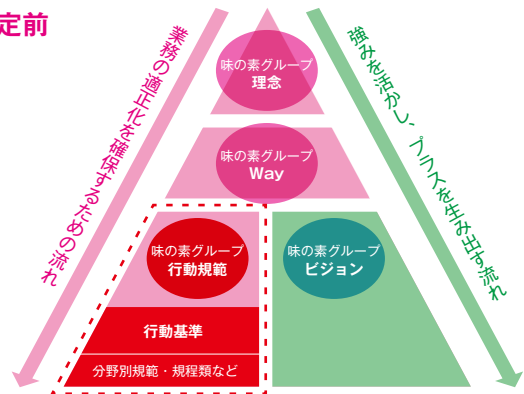 定前
業務の適正化を確保するための流れ
強みを活かし、プラスを生み出す流れ
味の素グループ
理念
味の素グループ
Way
味の素グループ
行動規範
味の素グループ
ビジョン
行動基準
分野別規範・規程類など